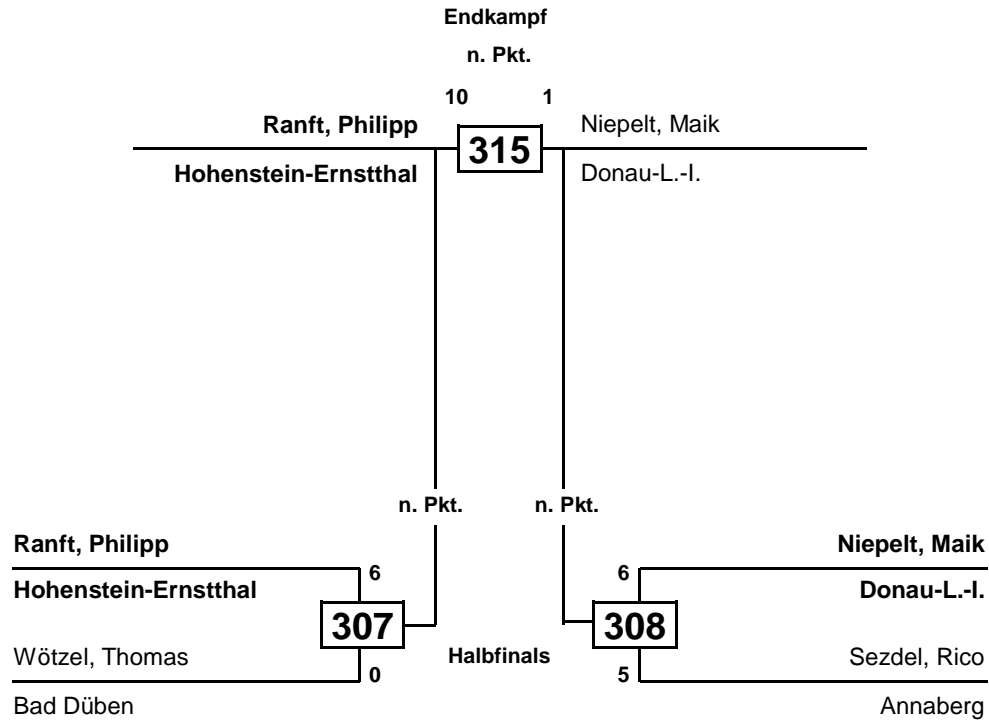 Endkampf
n. Pkt.
10 1
Ranft, Philipp 315 Niepelt, Maik
Hohenstein-Ernstthal Donau-L.-I.
n. Pkt. n. Pkt.
Ranft, Philipp Niepelt, Maik
6 6
Hohenstein-Ernstthal Donau-L.-I.
307 308
Wötzel, Thomas Halbfinals Sezdel, Rico
0 5
Bad Düben Annaberg